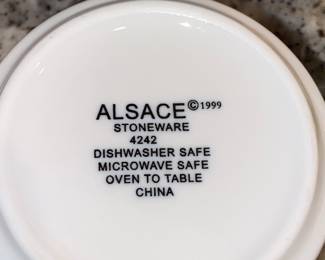 ALSACE © 1999
STONEWARE
4242
DISHWASHER SAFE
MICROWAVE SAFE
OVEN TO TABLE
CHINA